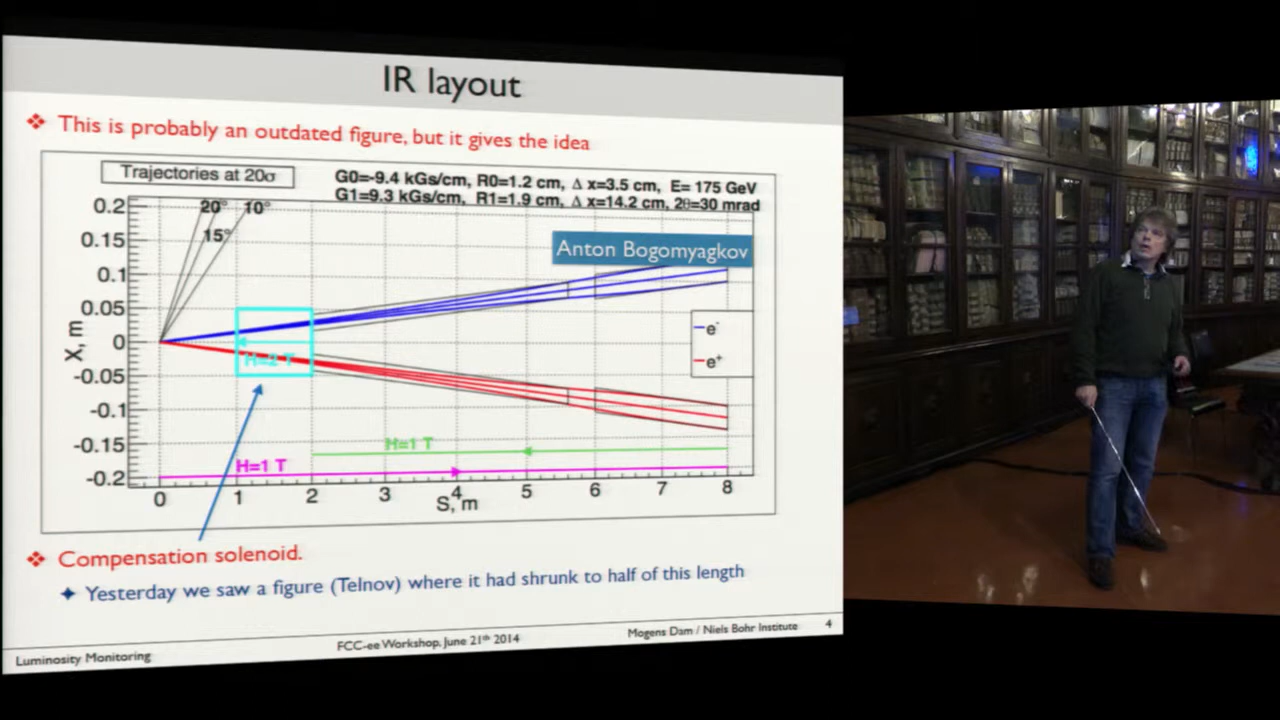 IR layout
❖ This is probably an outdated figure, but it gives the idea
Trajectories at 20σ
G0=-9.4 kGs/cm, R0=1.2 cm, Δ x=3.5 cm, E= 175 GeV
G1=9.3 kGs/cm, R1=1.9 cm, Δ x=14.2 cm, 2θ=30 mrad
20° 10°
15°
Anton Bogomyagkov
0.2
0.15
0.1
0.05
0
-0.05
-0.1
-0.15
-0.2
X, m
H=2 T
e-
e+
H=1 T
H=1 T
0 1 2 3 4 5 6 7 8
S, m
❖ Compensation solenoid.
✦ Yesterday we saw a figure (Telnov) where it had shrunk to half of this length
Luminosity Monitoring
FCC-ee Workshop, June 21th 2014
Mogens Dam / Niels Bohr Institute 4